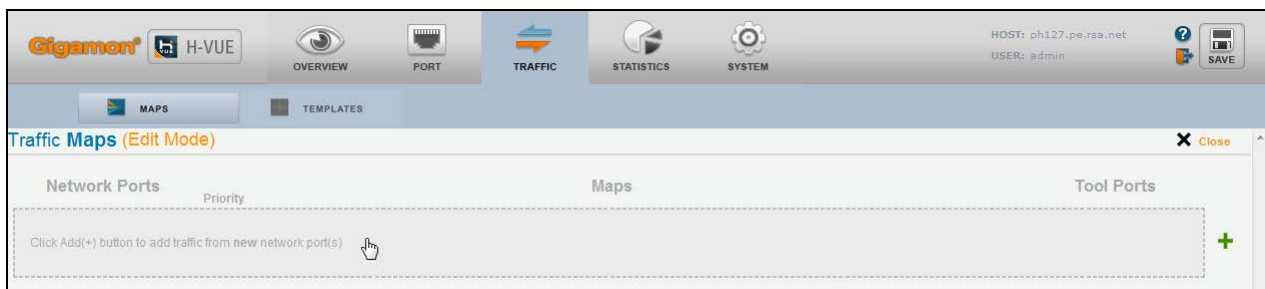 Gigamon® H-VUE
OVERVIEW
PORT
TRAFFIC
STATISTICS
SYSTEM
HOST: ph127.pe.rsa.net
USER: admin
?
SAVE
MAPS
TEMPLATES
Traffic Maps (Edit Mode)
X Close
Network Ports
Priority
Maps
Tool Ports
Click Add(+) button to add traffic from new network port(s)
+